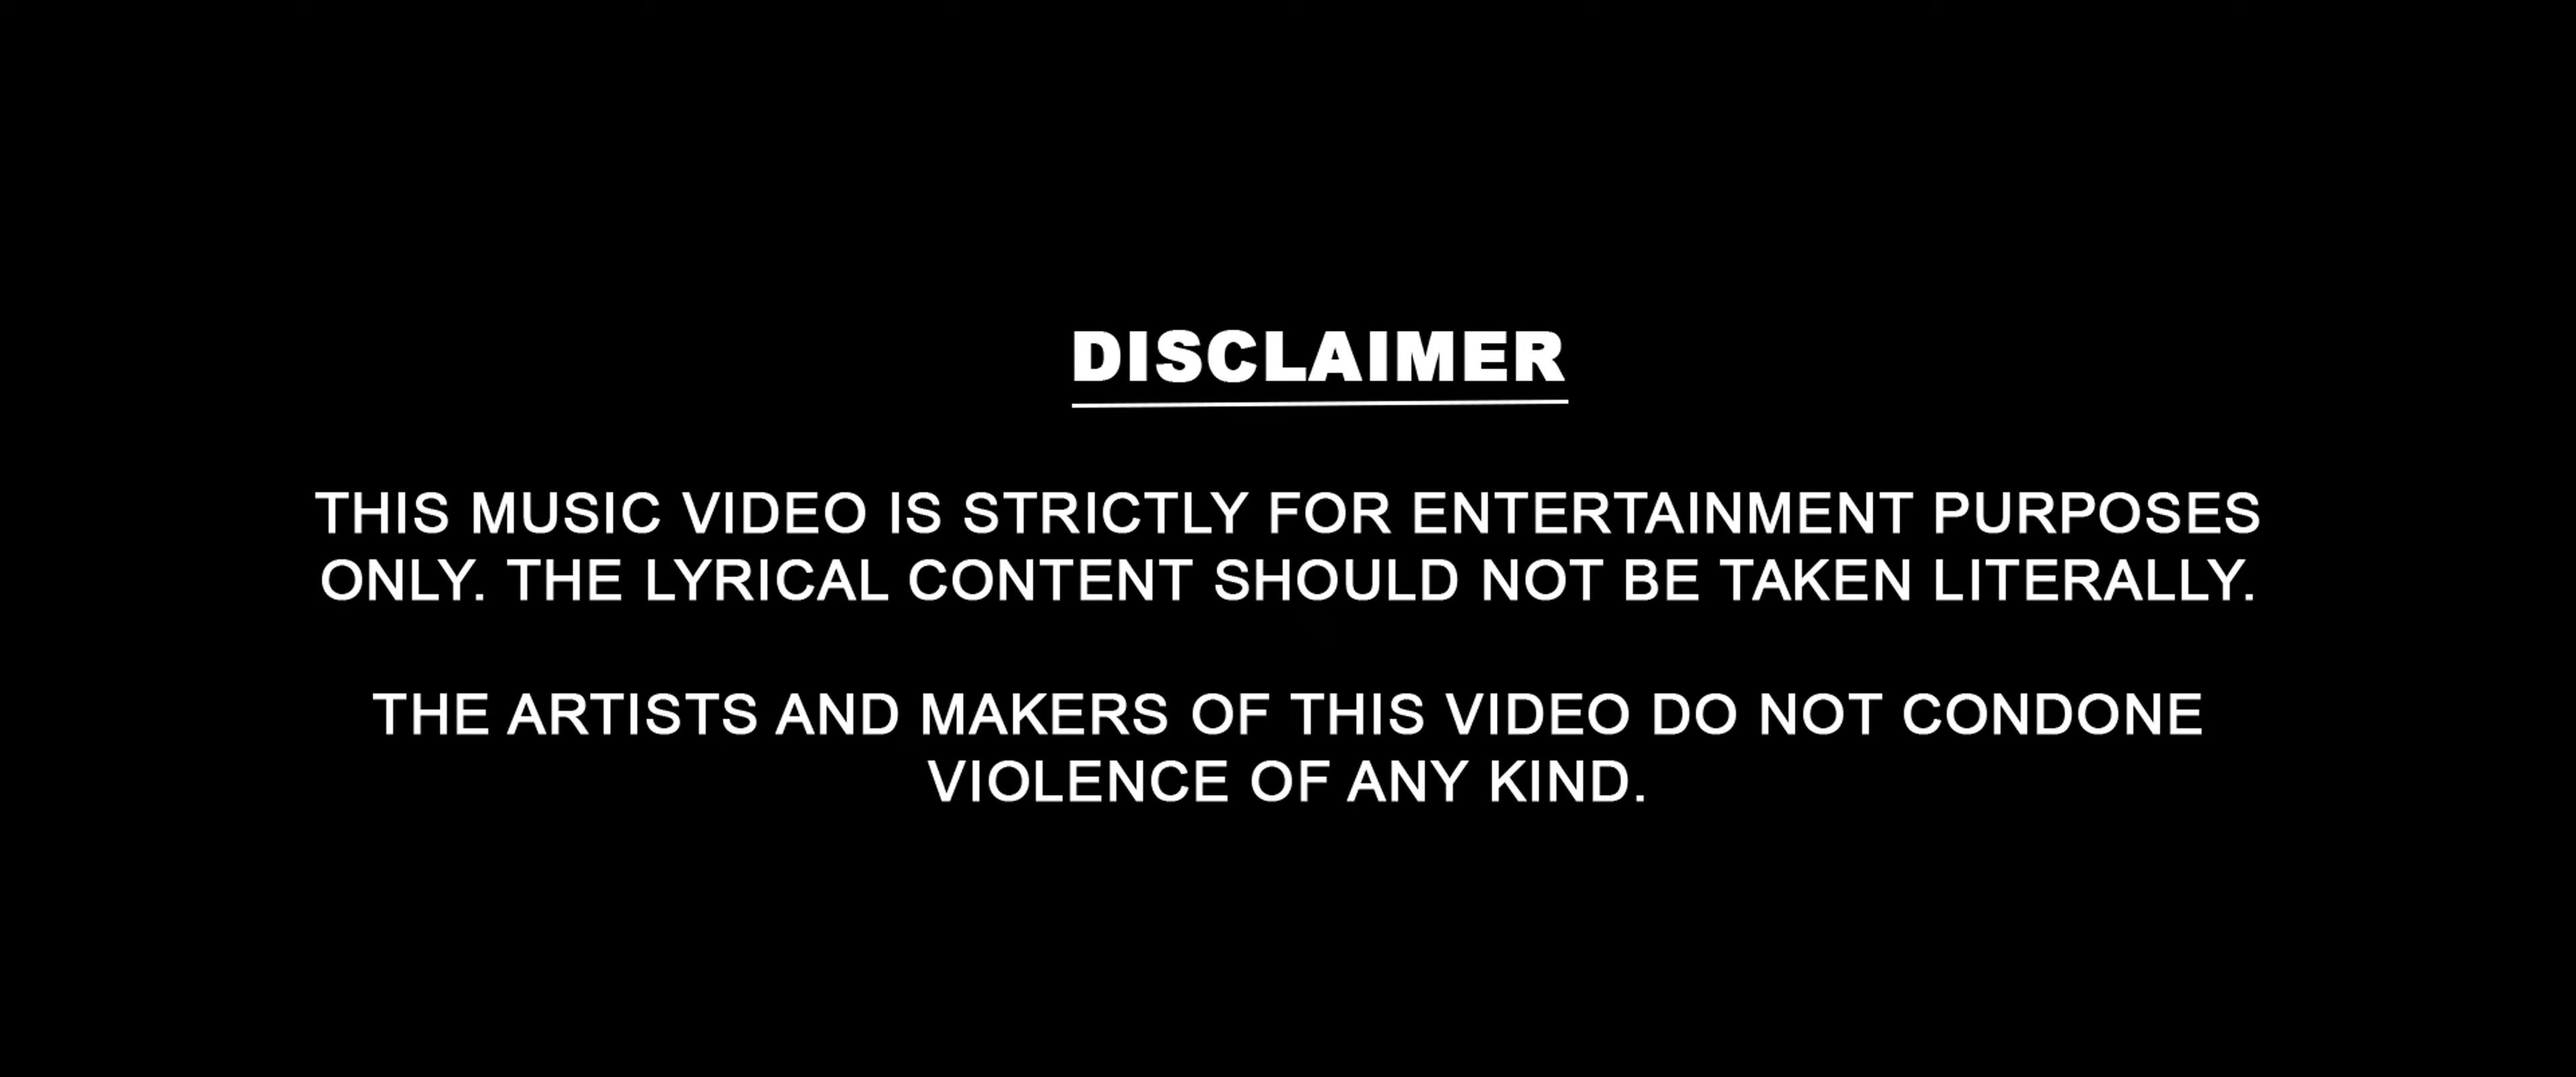 DISCLAIMER
THIS MUSIC VIDEO IS STRICTLY FOR ENTERTAINMENT PURPOSES
ONLY. THE LYRICAL CONTENT SHOULD NOT BE TAKEN LITERALLY.
THE ARTISTS AND MAKERS OF THIS VIDEO DO NOT CONDONE
VIOLENCE OF ANY KIND.